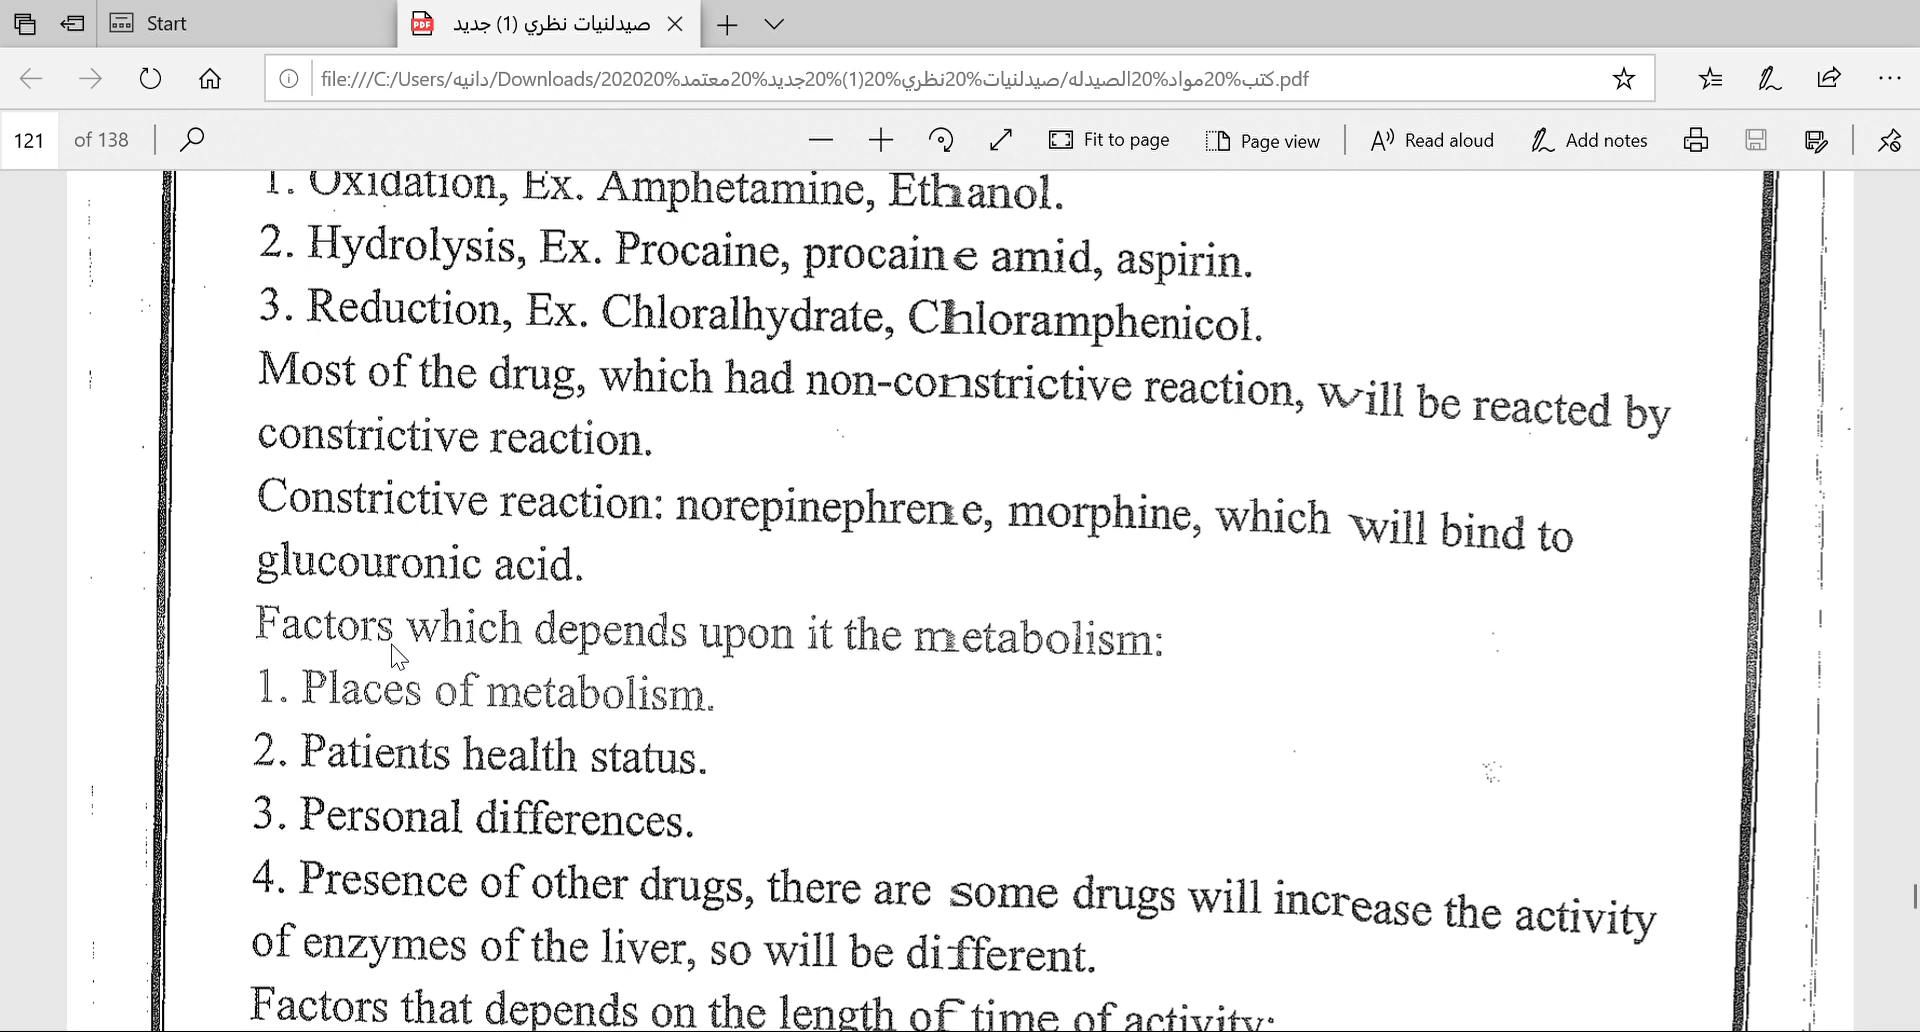 Start
صيدلنيات نظري (1) جديد
file:///C:/Users/دانيه/Downloads/202020%كتب%20مواد%20الصيدله/صيدلنيات%20نظري%20(1)%20جديد%20معتمد.pdf
121 of 138
Fit to page
Page view
Read aloud
Add notes
1. Oxidation, Ex. Amphetamine, Ethanol.
2. Hydrolysis, Ex. Procaine, procaine amid, aspirin.
3. Reduction, Ex. Chloralhydrate, Chloramphenicol.
Most of the drug, which had non-constrictive reaction, will be reacted by
constrictive reaction.
Constrictive reaction: norepinephrene, morphine, which will bind to
glucouronic acid.
Factors which depends upon it the metabolism:
1. Places of metabolism.
2. Patients health status.
3. Personal differences.
4. Presence of other drugs, there are some drugs will increase the activity
of enzymes of the liver, so will be different.
Factors that depends on the length of time of activity: